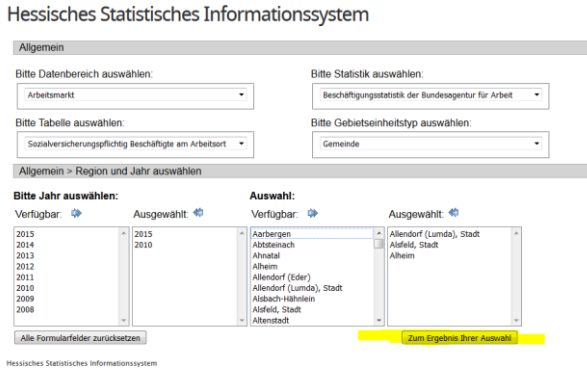 Hessisches Statistisches Informationssystem
Allgemein
Bitte Datenbereich auswählen:
Bitte Statistik auswählen:
Arbeitsmarkt
Beschäftigungsstatistik der Bundesagentur für Arbeit
Bitte Tabelle auswählen:
Bitte Gebietseinheitstyp auswählen:
Sozialversicherungspflichtig Beschäftigte am Arbeitsort
Gemeinde
Allgemein > Region und Jahr auswählen
Bitte Jahr auswählen:
Auswahl:
Verfügbar:
Ausgewählt:
Verfügbar:
Ausgewählt:
2015
2014
2013
2012
2011
2010
2009
2008
2015
2010
Aarbergen
Abtsteinach
Ahnatal
Alheim
Allendorf (Eder)
Allendorf (Lumda), Stadt
Alsbach-Hähnlein
Alsfeld, Stadt
Altenstadt
Allendorf (Lumda), Stadt
Alsfeld, Stadt
Alheim
Alle Formularfelder zurücksetzen
Zum Ergebnis Ihrer Auswahl
Hessisches Statistisches Informationssystem